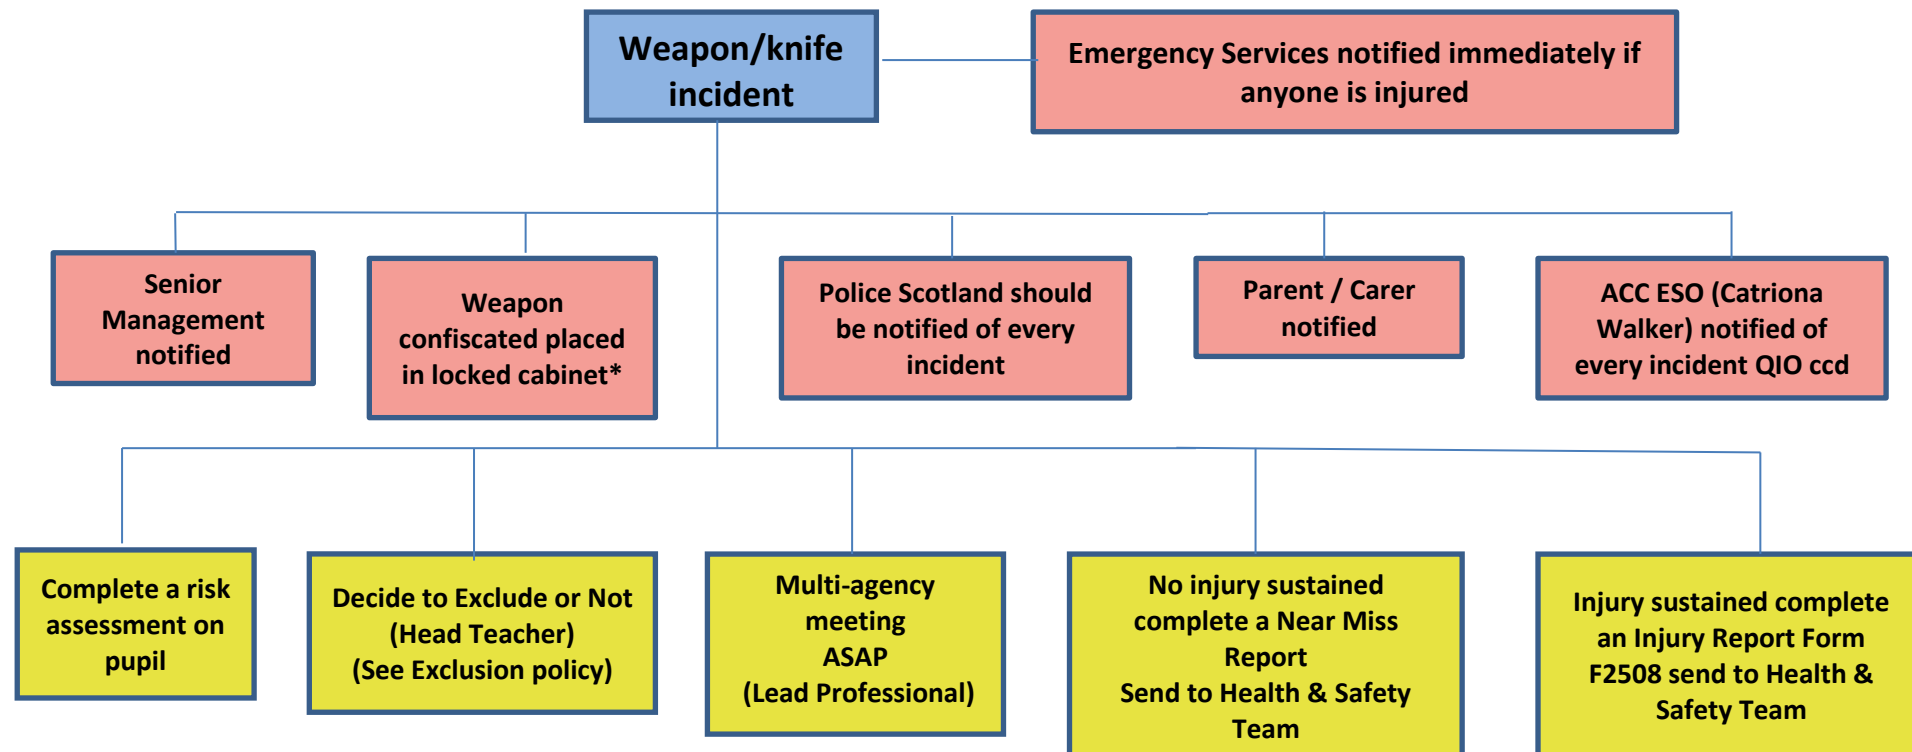 Weapon/knife
incident
Emergency Services notified immediately if
anyone is injured
Senior
Management
notified
Weapon
confiscated placed
in locked cabinet*
Police Scotland should
be notified of every
incident
Parent / Carer
notified
ACC ESO (Catriona
Walker) notified of
every incident QIO ccd
Complete a risk
assessment on
pupil
Decide to Exclude or Not
(Head Teacher)
(See Exclusion policy)
Multi-agency
meeting
ASAP
(Lead Professional)
No injury sustained
complete a Near Miss
Report
Send to Health & Safety
Team
Injury sustained complete
an Injury Report Form
F2508 send to Health &
Safety Team